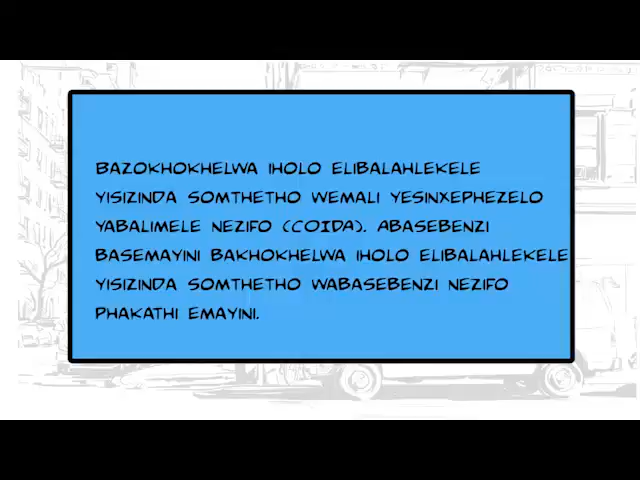 BAZOKHOKHELWA IHOLO ELIBALAHLEKELE
YISIZINDA SOMTHETHO WEMALI YESINXEPHEZELO
YABALIMELE NEZIFO (COIDA). ABASEBENZI
BASEMAYINI BAKHOKHELWA IHOLO ELIBALAHLEKELE
YISIZINDA SOMTHETHO WABASEBENZI NEZIFO
PHAKATHI EMAYINI.